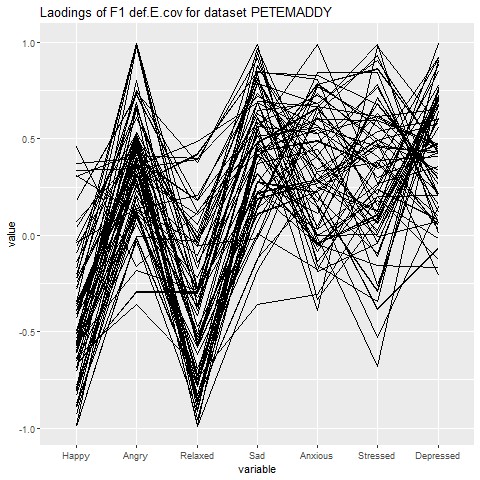 Laodings of F1 def.E.cov for dataset PETEMADDY
1.0
0.5
0.0
-0.5
-1.0
value
Happy Angry Relaxed Sad Anxious Stressed Depressed
variable